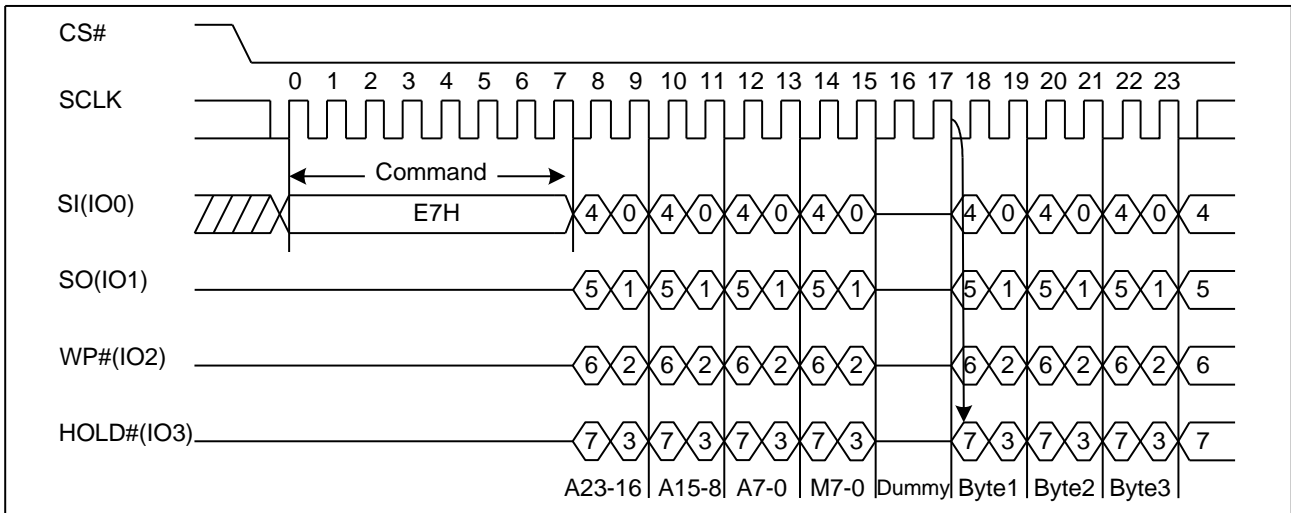 CS#
0 1 2 3 4 5 6 7 8 9 10 11 12 13 14 15 16 17 18 19 20 21 22 23
SCLK
Command
SI(IO0) E7H 4 0 4 0 4 0 4 0 4 0 4 0 4 0 4
SO(IO1) 5 1 5 1 5 1 5 1 5 1 5 1 5 1 5
WP#(IO2) 6 2 6 2 6 2 6 2 6 2 6 2 6 2 6
HOLD#(IO3) 7 3 7 3 7 3 7 3 7 3 7 3 7 3 7
A23-16 A15-8 A7-0 M7-0 Dummy Byte1 Byte2 Byte3